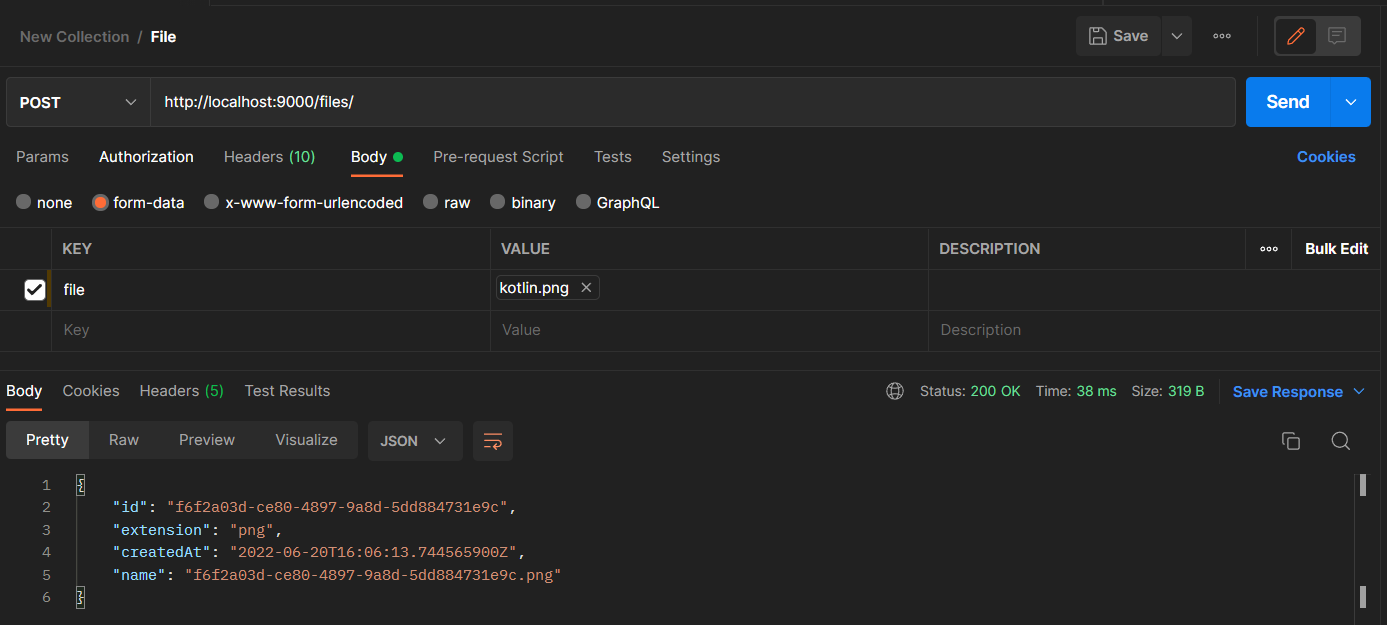 New Collection / File
Save
POST http://localhost:9000/files/ Send
Params Authorization Headers (10) Body Pre-request Script Tests Settings Cookies
none form-data x-www-form-urlencoded raw binary GraphQL
KEY VALUE DESCRIPTION Bulk Edit
file kotlin.png
Key Value Description
Body Cookies Headers (5) Test Results Status: 200 OK Time: 38 ms Size: 319 B Save Response
Pretty Raw Preview Visualize JSON
1 {
2 "id": "f6f2a03d-ce80-4897-9a8d-5dd884731e9c",
3 "extension": "png",
4 "createdAt": "2022-06-20T16:06:13.744565900Z",
5 "name": "f6f2a03d-ce80-4897-9a8d-5dd884731e9c.png"
6 }